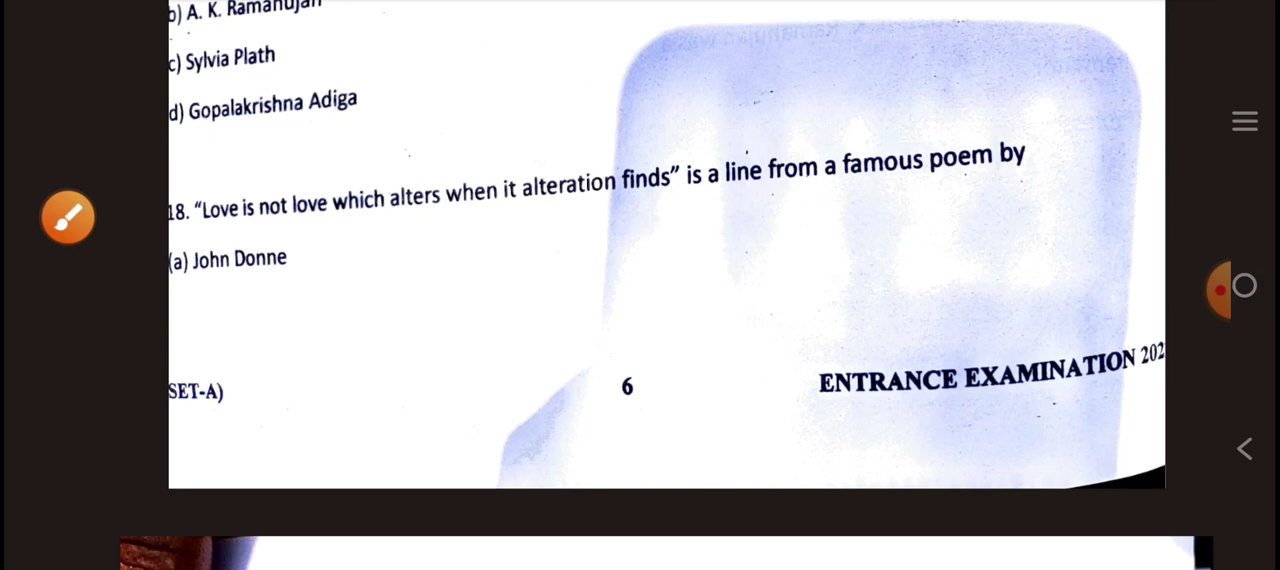 b) A. K. Ramanujan
c) Sylvia Plath
d) Gopalakrishna Adiga
18. “Love is not love which alters when it alteration finds” is a line from a famous poem by
(a) John Donne
SET-A)
6
ENTRANCE EXAMINATION 202